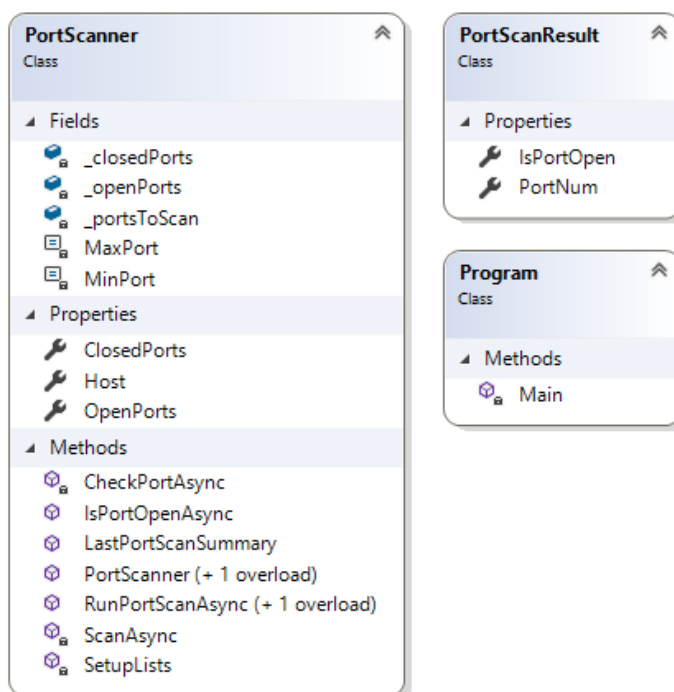 PortScanner
Class
Fields
_closedPorts
_openPorts
_portsToScan
MaxPort
MinPort
Properties
ClosedPorts
Host
OpenPorts
Methods
CheckPortAsync
IsPortOpenAsync
LastPortScanSummary
PortScanner (+ 1 overload)
RunPortScanAsync (+ 1 overload)
ScanAsync
SetupLists
PortScanResult
Class
Properties
IsPortOpen
PortNum
Program
Class
Methods
Main